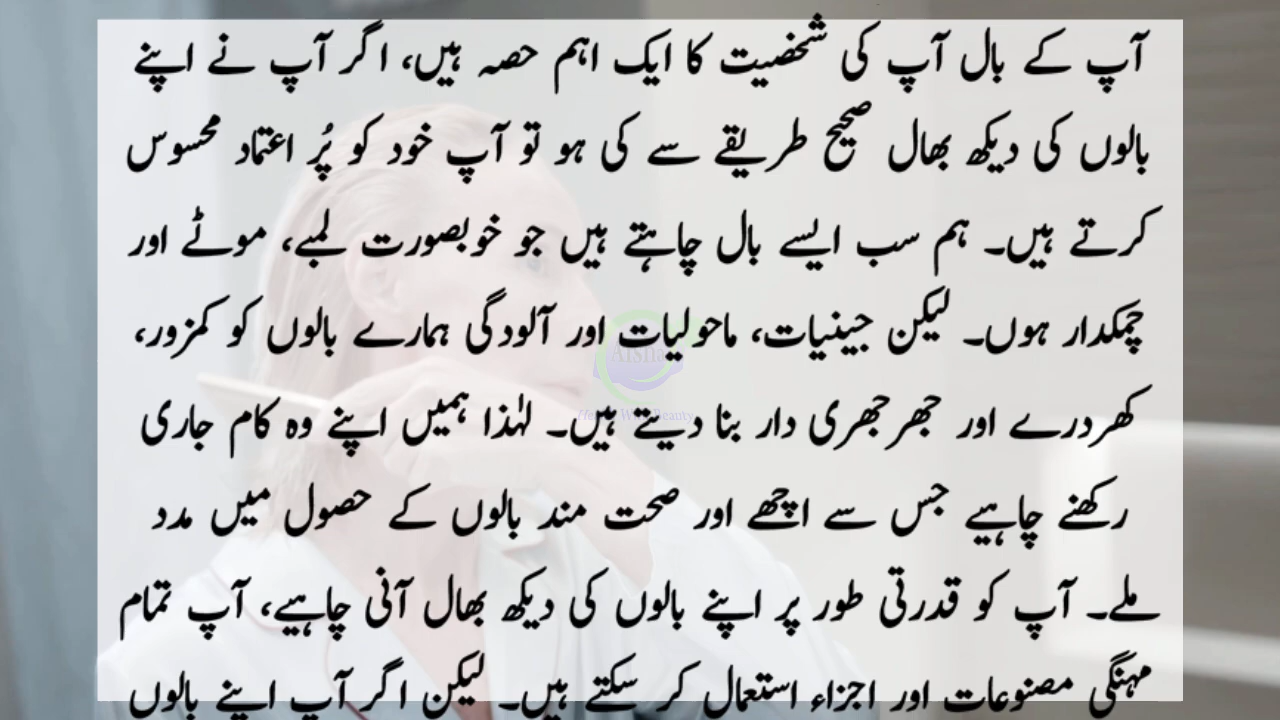 آپ کے بال آپ کی شخصیت کا ایک اہم حصہ ہیں، اگر آپ نے اپنے
بالوں کی دیکھ بھال صحیح طریقے سے کی ہو تو آپ خود کو پُر اعتماد محسوس
کرتے ہیں۔ ہم سب ایسے بال چاہتے ہیں جو خوبصورت لمبے، موٹے اور
چمکدار ہوں۔ لیکن جینیات، ماحولیات اور آلودگی ہمارے بالوں کو کمزور،
کھردرے اور جھرجھری دار بنا دیتے ہیں۔ لہٰذا ہمیں اپنے وہ کام جاری
رکھنے چاہیے جس سے اچھے اور صحت مند بالوں کے حصول میں مدد
ملے۔ آپ کو قدرتی طور پر اپنے بالوں کی دیکھ بھال آنی چاہیے، آپ تمام
مہنگی مصنوعات اور اجزاء استعمال کر سکتے ہیں۔ لیکن اگر آپ اپنے بالوں
Aisha
Beauty